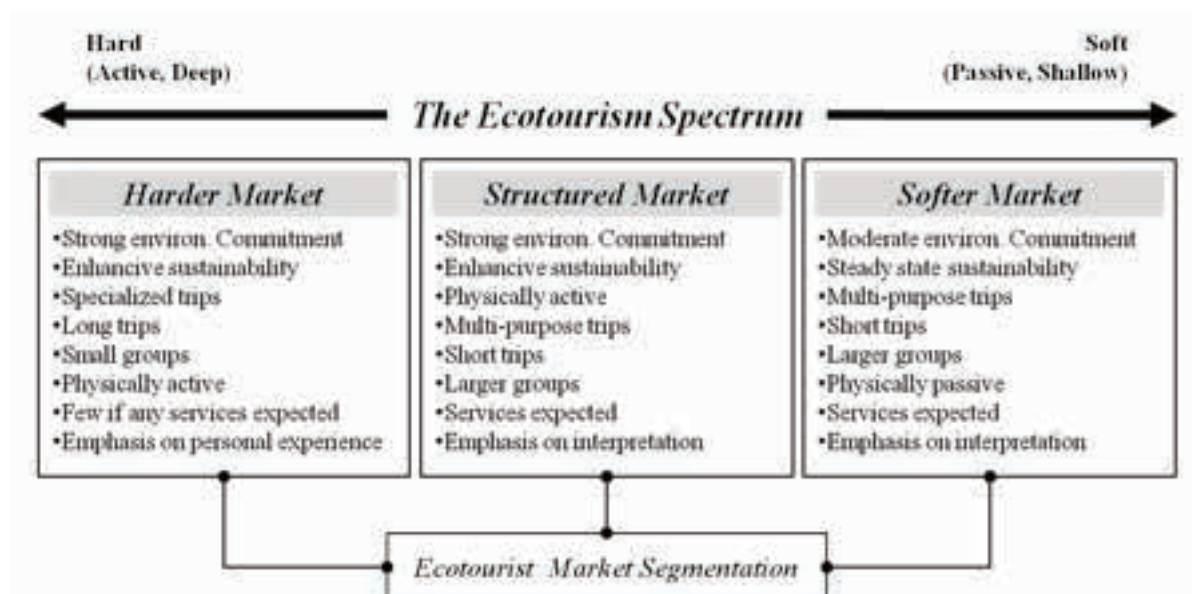 Hard
(Active, Deep)
Soft
(Passive, Shallow)
The Ecotourism Spectrum
Harder Market
•Strong environ. Commitment
•Enhancive sustainability
•Specialized trips
•Long trips
•Small groups
•Physically active
•Few if any services expected
•Emphasis on personal experience
Structured Market
•Strong environ. Commitment
•Enhancive sustainability
•Physically active
•Multi-purpose trips
•Short trips
•Larger groups
•Services expected
•Emphasis on interpretation
Softer Market
•Moderate environ. Commitment
•Steady state sustainability
•Multi-purpose trips
•Short trips
•Larger groups
•Physically passive
•Services expected
•Emphasis on interpretation
Ecotourist Market Segmentation